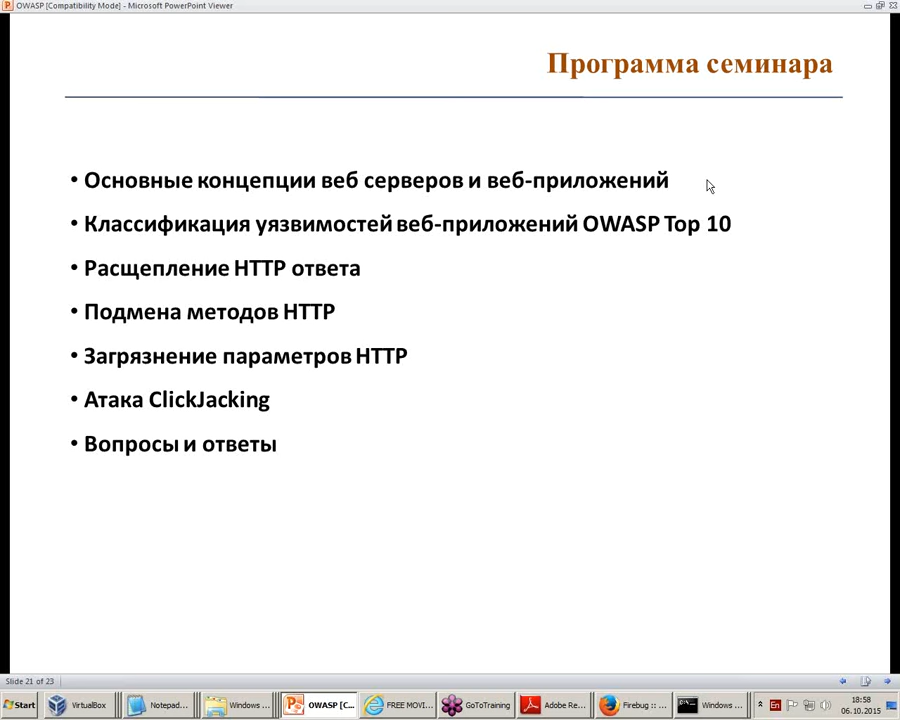 OWASP [Compatibility Mode] - Microsoft PowerPoint Viewer
Программа семинара
• Основные концепции веб серверов и веб-приложений
• Классификация уязвимостей веб-приложений OWASP Top 10
• Расщепление HTTP ответа
• Подмена методов HTTP
• Загрязнение параметров HTTP
• Атака ClickJacking
• Вопросы и ответы
Slide 21 of 23
Start VirtualBox Notepad... Windows ... OWASP [C... FREE MOVI... GoToTraining Adobe Re... Firebug :: ... Windows ... En 18:58
06.10.2015